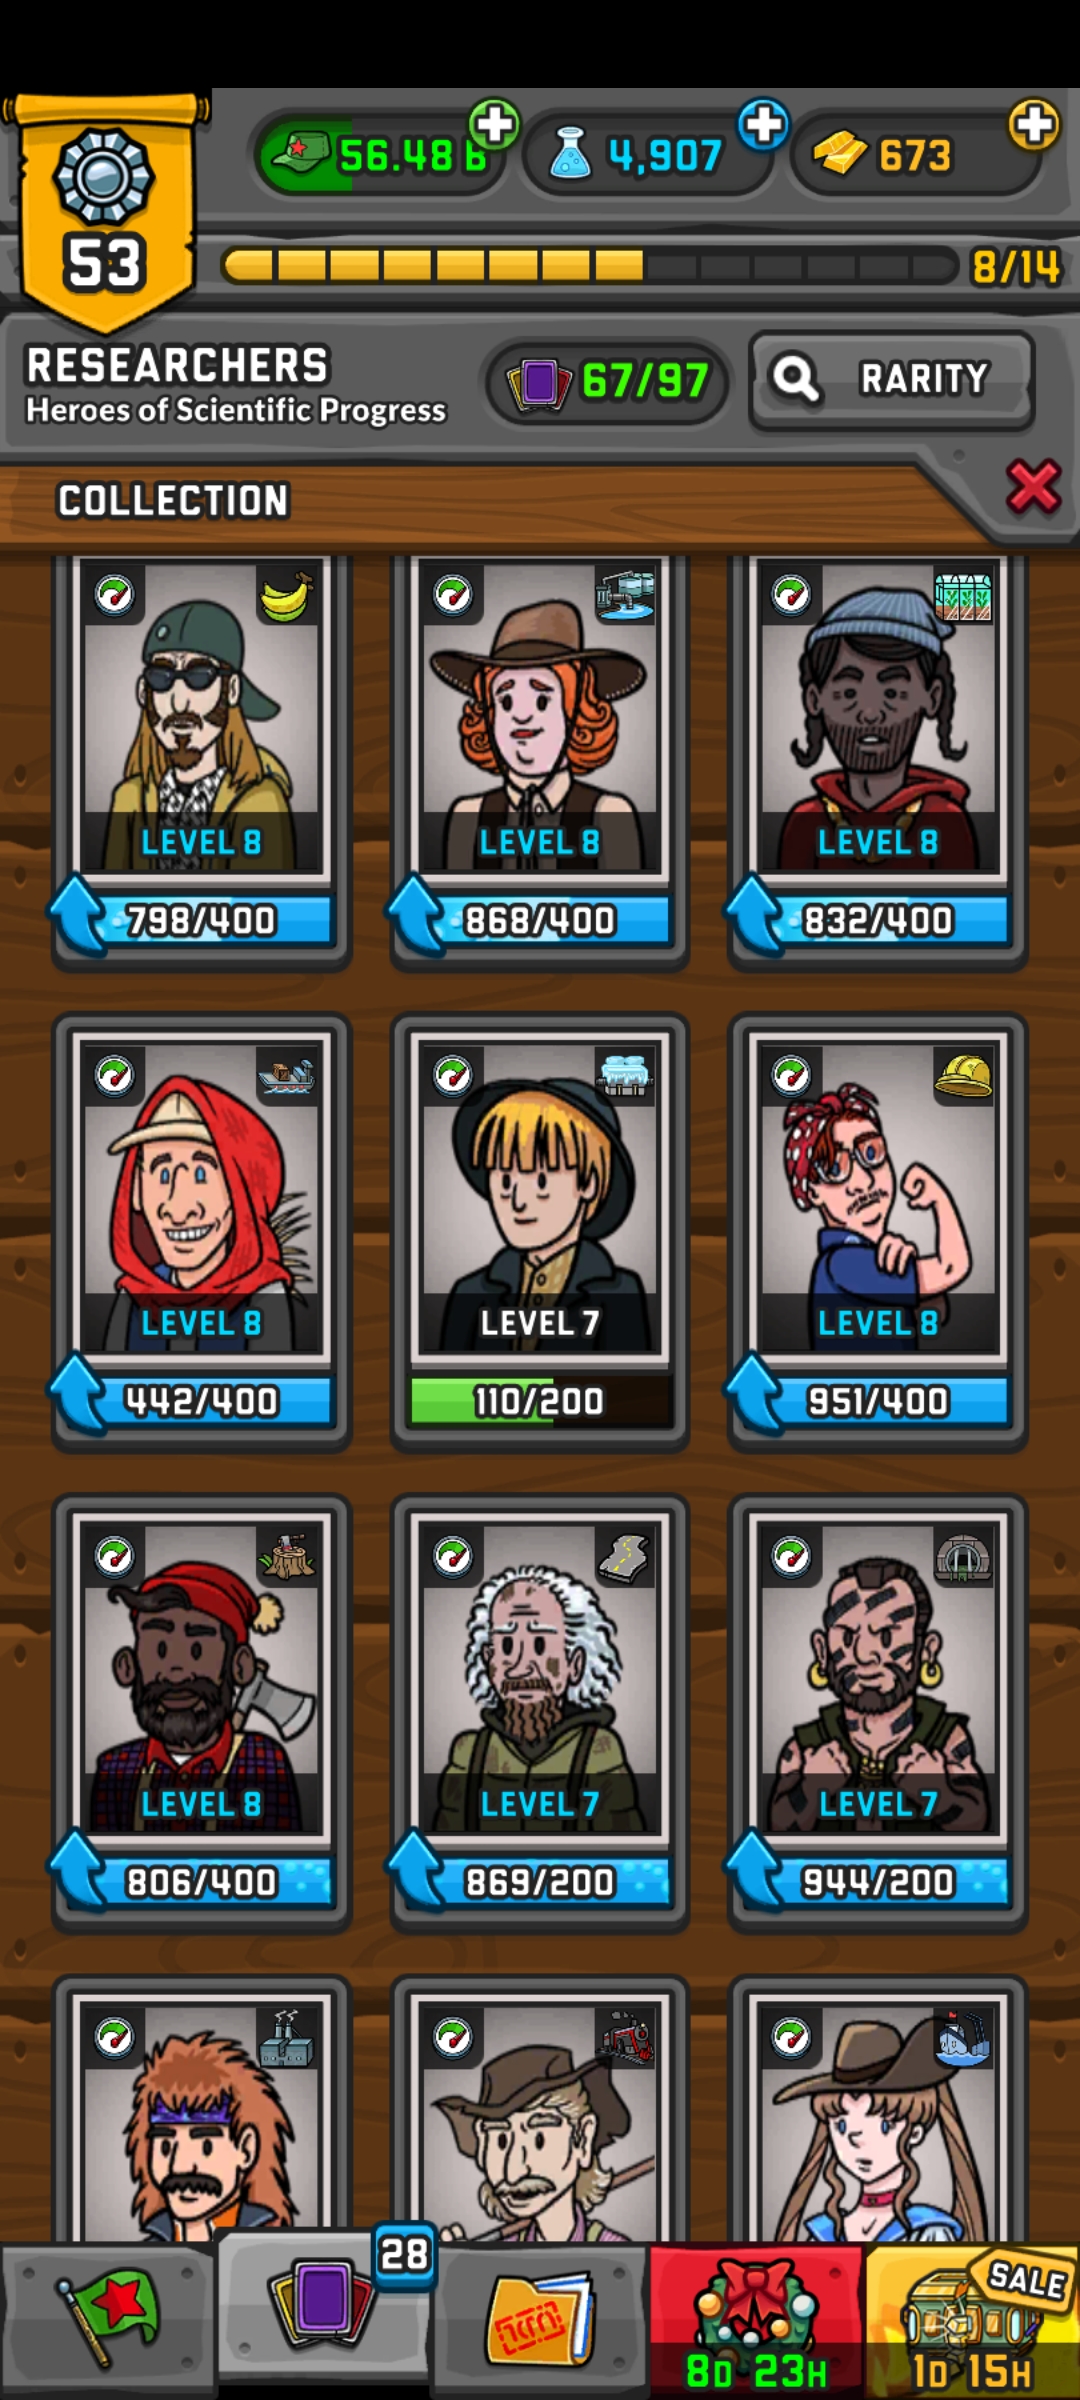 56.48 B
4,907
673
53
8/14
RESEARCHERS
Heroes of Scientific Progress
67/97
RARITY
COLLECTION
LEVEL 8
LEVEL 8
LEVEL 8
798/400
868/400
832/400
LEVEL 8
LEVEL 7
LEVEL 8
442/400
110/200
951/400
LEVEL 8
LEVEL 7
LEVEL 7
806/400
869/200
944/200
28
SALE
8D 23H
1D 15H